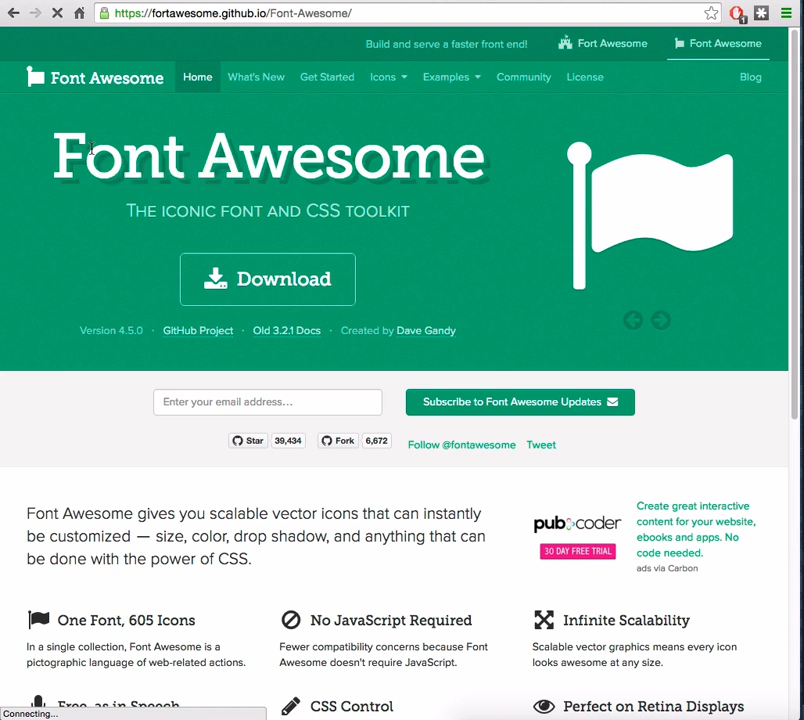 https://fortawesome.github.io/Font-Awesome/
1
Build and serve a faster front end!
Fort Awesome
Font Awesome
Font Awesome
Home
What's New
Get Started
Icons
Examples
Community
License
Blog
Font Awesome
The iconic font and CSS toolkit
Download
Version 4.5.0 · GitHub Project · Old 3.2.1 Docs · Created by Dave Gandy
Enter your email address...
Subscribe to Font Awesome Updates
Star
39,434
Fork
6,672
Follow @fontawesome
Tweet
Font Awesome gives you scalable vector icons that can instantly
be customized — size, color, drop shadow, and anything that can
be done with the power of CSS.
pubcoder
30 DAY FREE TRIAL
Create great interactive
content for your website,
ebooks and apps. No
code needed.
ads via Carbon
One Font, 605 Icons
In a single collection, Font Awesome is a
pictographic language of web-related actions.
No JavaScript Required
Fewer compatibility concerns because Font
Awesome doesn't require JavaScript.
Infinite Scalability
Scalable vector graphics means every icon
looks awesome at any size.
Free, as in Speech
CSS Control
Perfect on Retina Displays
Connecting...